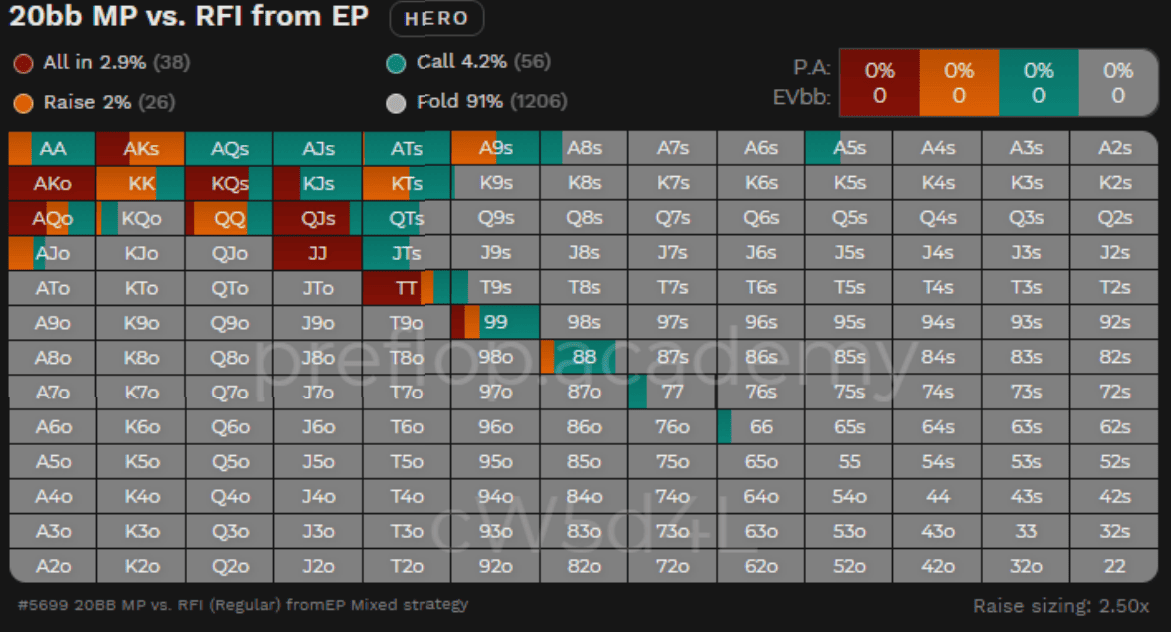 20bb MP vs. RFI from EP HERO
All in 2.9% (38) Call 4.2% (56)
Raise 2% (26) Fold 91% (1206)
P.A: 0% 0% 0% 0%
EVbb: 0 0 0 0
AA AKs AQs AJs ATs A9s A8s A7s A6s A5s A4s A3s A2s
AKo KK KQs KJs KTs K9s K8s K7s K6s K5s K4s K3s K2s
AQo KQo QQ QJs QTs Q9s Q8s Q7s Q6s Q5s Q4s Q3s Q2s
AJo KJo QJo JJ JTs J9s J8s J7s J6s J5s J4s J3s J2s
ATo KTo QTo JTo TT T9s T8s T7s T6s T5s T4s T3s T2s
A9o K9o Q9o J9o T9o 99 98s 97s 96s 95s 94s 93s 92s
A8o K8o Q8o J8o T8o 98o 88 87s 86s 85s 84s 83s 82s
preflop.academy
A7o K7o Q7o J7o T7o 97o 87o 77 76s 75s 74s 73s 72s
A6o K6o Q6o J6o T6o 96o 86o 76o 66 65s 64s 63s 62s
A5o K5o Q5o J5o T5o 95o 85o 75o 65o 55 54s 53s 52s
A4o K4o Q4o J4o T4o 94o 84o 74o 64o 54o 44 43s 42s
cW5d4L
A3o K3o Q3o J3o T3o 93o 83o 73o 63o 53o 43o 33 32s
A2o K2o Q2o J2o T2o 92o 82o 72o 62o 52o 42o 32o 22
#5699 20BB MP vs. RFI (Regular) fromEP Mixed strategy
Raise sizing: 2.50x